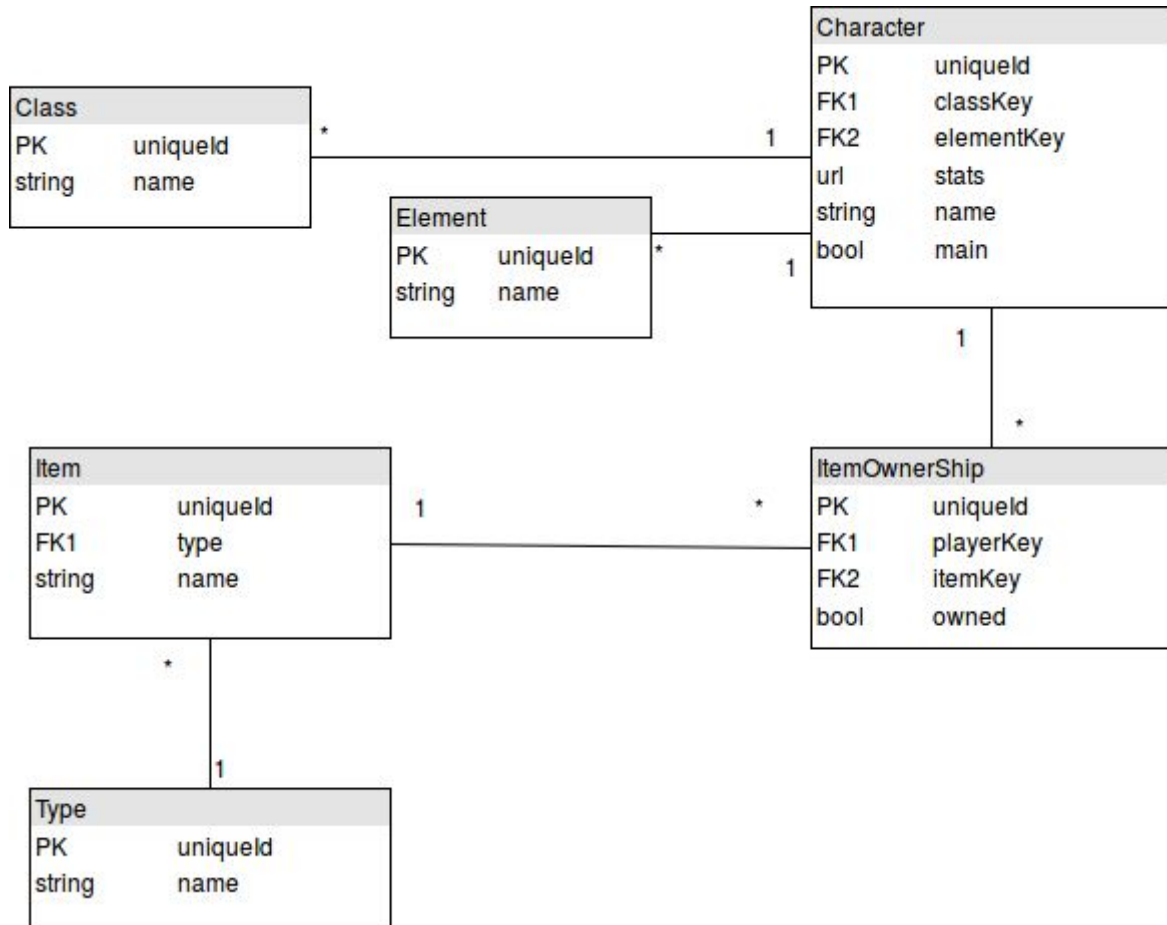 Character
PK uniqueId
FK1 classKey
FK2 elementKey
url stats
string name
bool main
Class
PK uniqueId
string name
* 1
Element
PK uniqueId
string name
* 1
1
*
Item
PK uniqueId
FK1 type
string name
1 *
ItemOwnerShip
PK uniqueId
FK1 playerKey
FK2 itemKey
bool owned
*
1
Type
PK uniqueId
string name